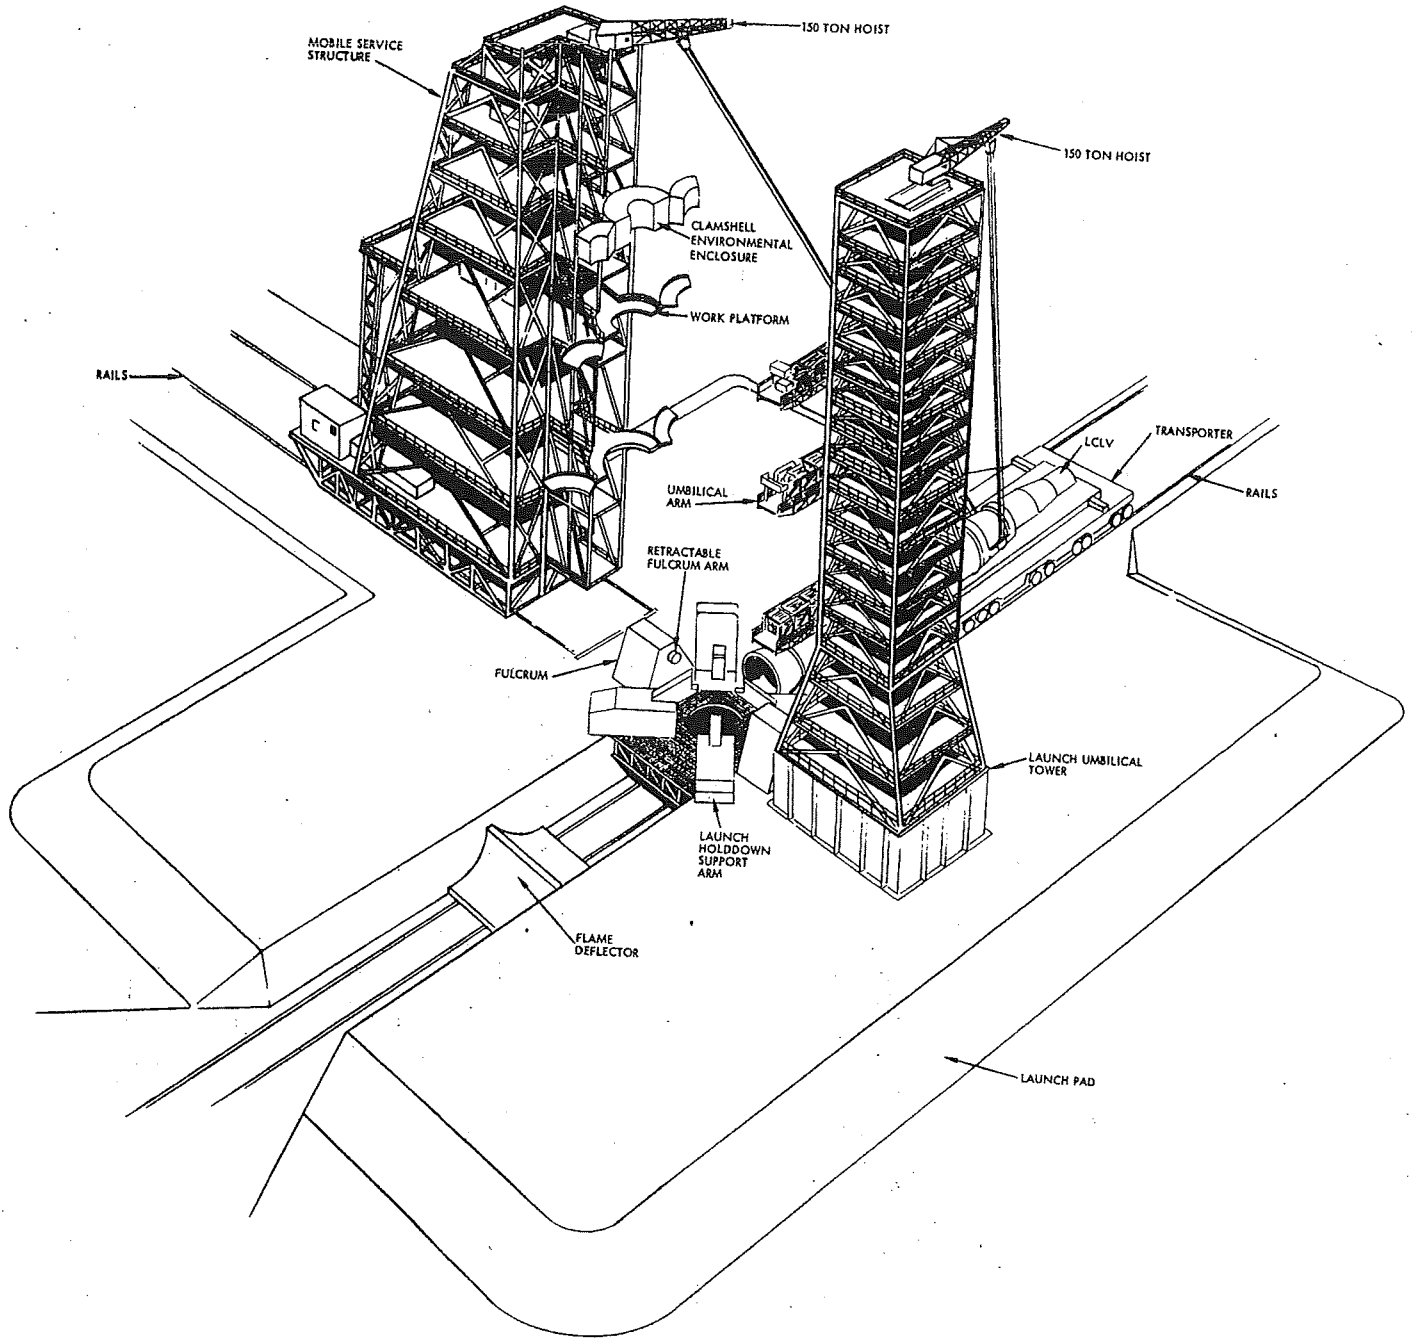 150 TON HOIST
MOBILE SERVICE
STRUCTURE
150 TON HOIST
CLAMSHELL
ENVIRONMENTAL
ENCLOSURE
WORK PLATFORM
RAILS
LCLV
TRANSPORTER
UMBILICAL
ARM
RAILS
RETRACTABLE
FULCRUM ARM
FULCRUM
LAUNCH UMBILICAL
TOWER
LAUNCH
HOLDDOWN
SUPPORT
ARM
FLAME
DEFLECTOR
LAUNCH PAD